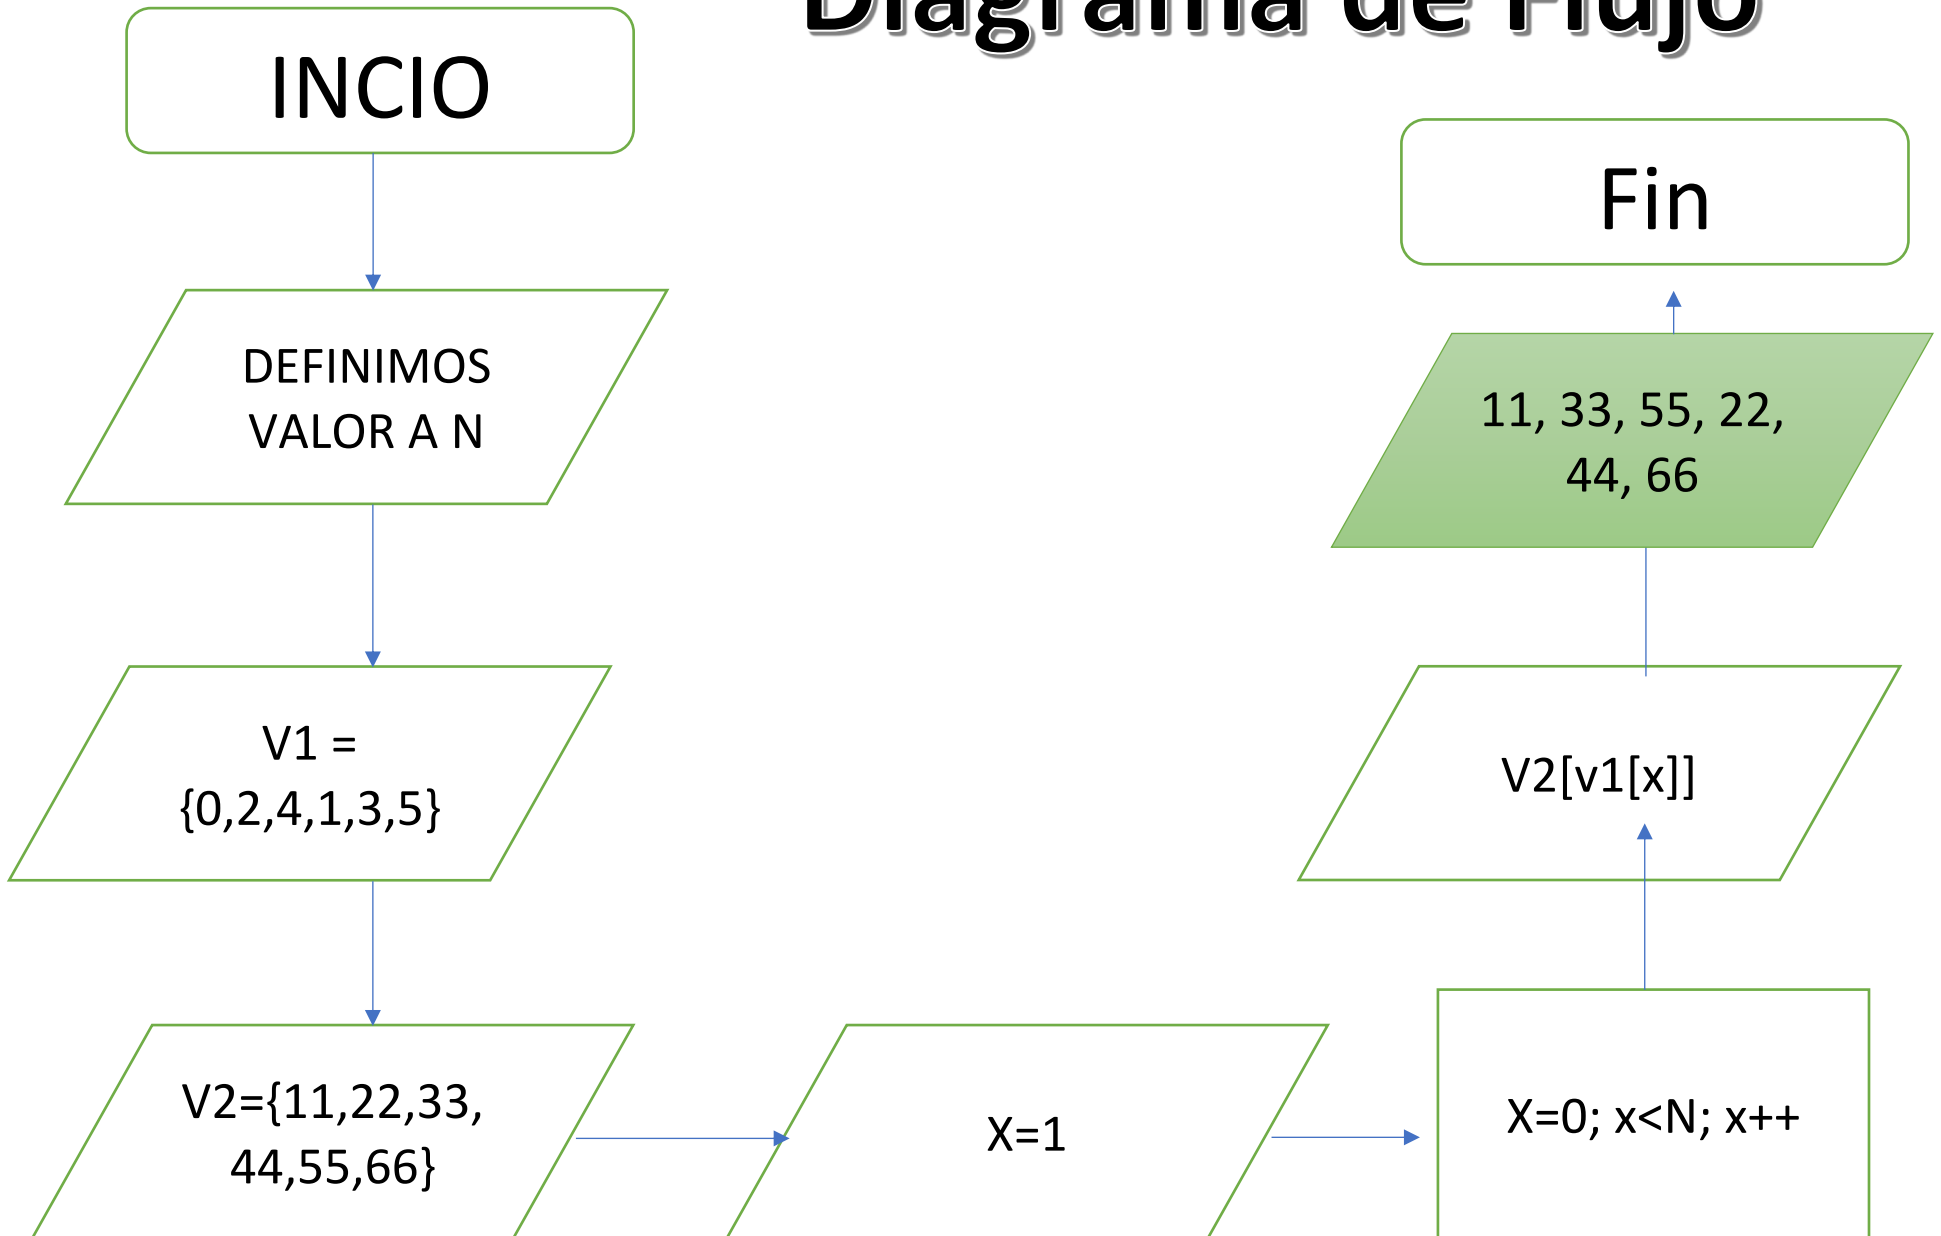 Diagrama de Flujo
INCIO
DEFINIMOS
VALOR A N
V1 =
{0,2,4,1,3,5}
V2={11,22,33,
44,55,66}
X=1
X=0; x<N; x++
V2[v1[x]]
11, 33, 55, 22,
44, 66
Fin